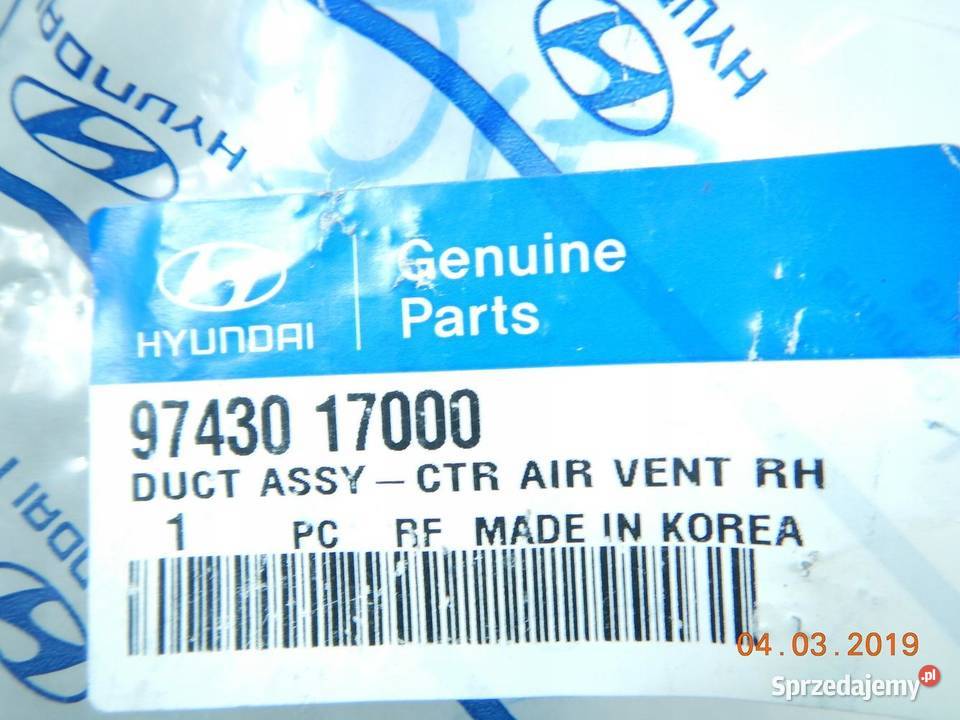 HYUNDAI
HYUNDAI
HYUNDAI
Genuine
Parts
HYUNDAI
97430 17000
DUCT ASSY - CTR AIR VENT RH
1 PC RF MADE IN KOREA
04.03.2019
Sprzedajemy.pl